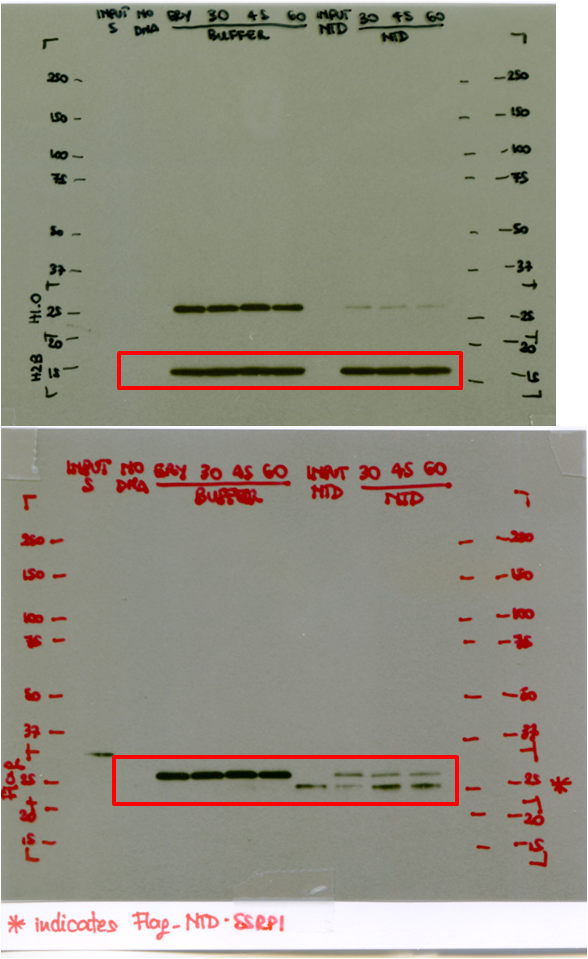 INPUT S NO DNA BRY 30 45 60 INPUT NTD 30 45 60
BUFFER NTD
250 250
150 150
100 100
75 75
50 50
37 37
H1.0 25 25
20 20
H2B 15 15
INPUT S NO DNA BRY 30 45 60 INPUT NTD 30 45 60
BUFFER NTD
250 250
150 150
100 100
75 75
50 50
37 37
Flag 25 25 *
20 20
15 15
* indicates Flag-NTD-SSRP1